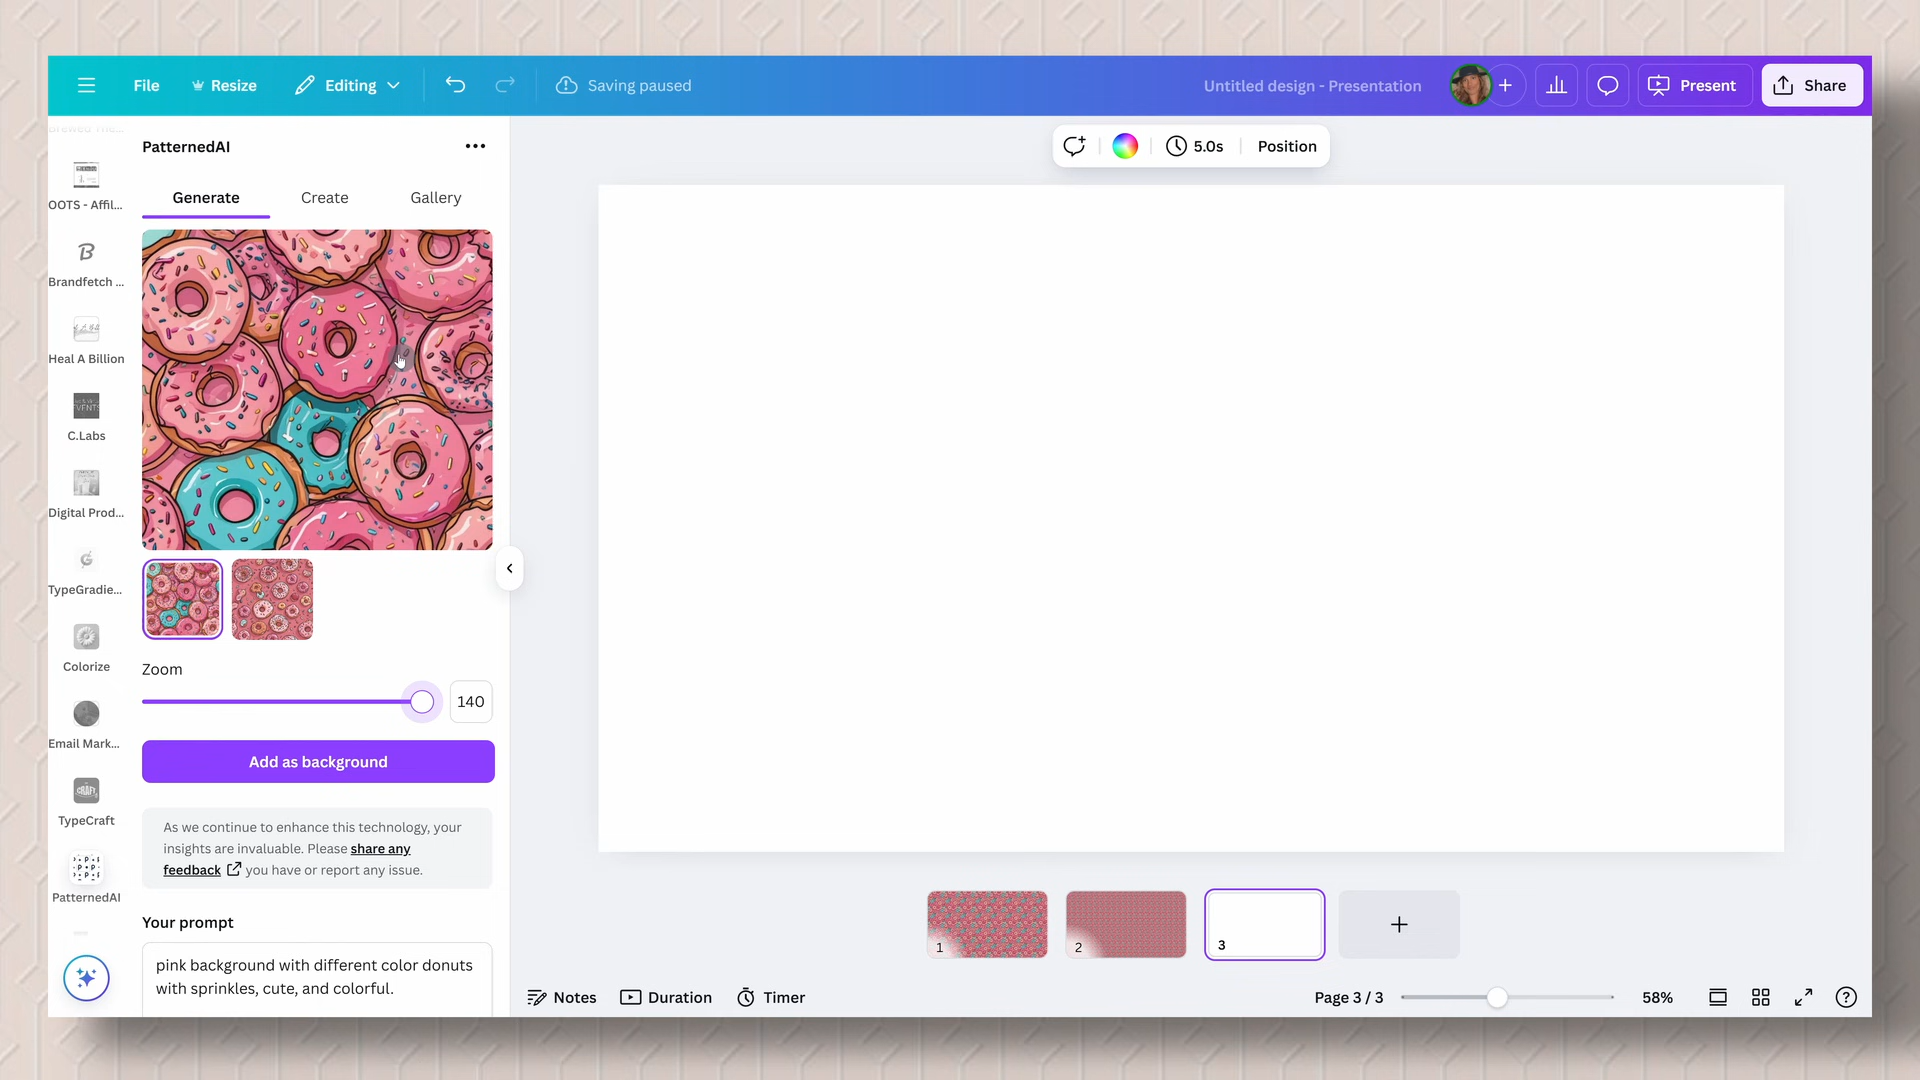 File
Resize
Editing
Saving paused
Untitled design - Presentation
Present
Share
OOTS - Affil...
Brandfetch ...
Heal A Billion
C.Labs
Digital Prod...
TypeGradie...
Colorize
Email Mark...
TypeCraft
PatternedAI
PatternedAI
Generate
Create
Gallery
Zoom
140
Add as background
As we continue to enhance this technology, your
insights are invaluable. Please share any
feedback you have or report any issue.
Your prompt
pink background with different color donuts
with sprinkles, cute, and colorful.
5.0s
Position
1
2
3
Notes
Duration
Timer
Page 3 / 3
58%